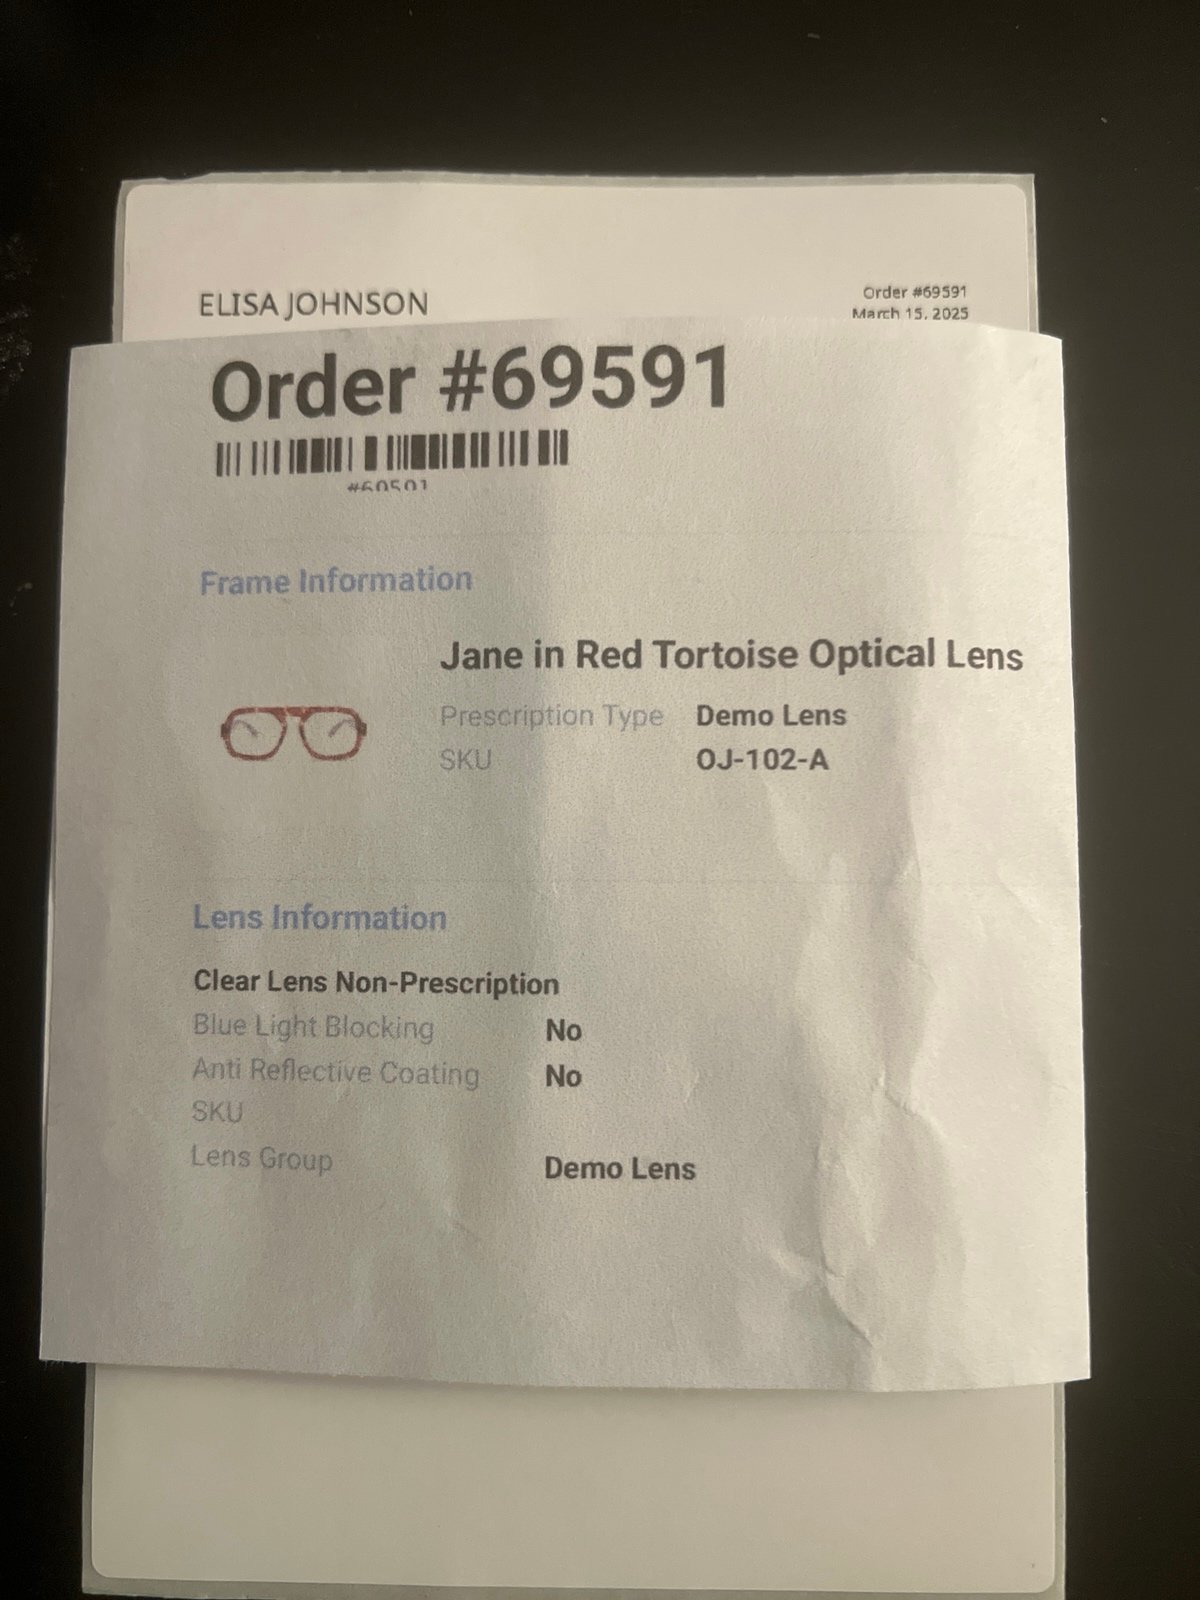 ELISA JOHNSON
Order #69591
March 15, 2025
Order #69591
Frame Information
Jane in Red Tortoise Optical Lens
Prescription Type Demo Lens
SKU OJ-102-A
Lens Information
Clear Lens Non-Prescription
Blue Light Blocking No
Anti Reflective Coating No
SKU
Lens Group Demo Lens